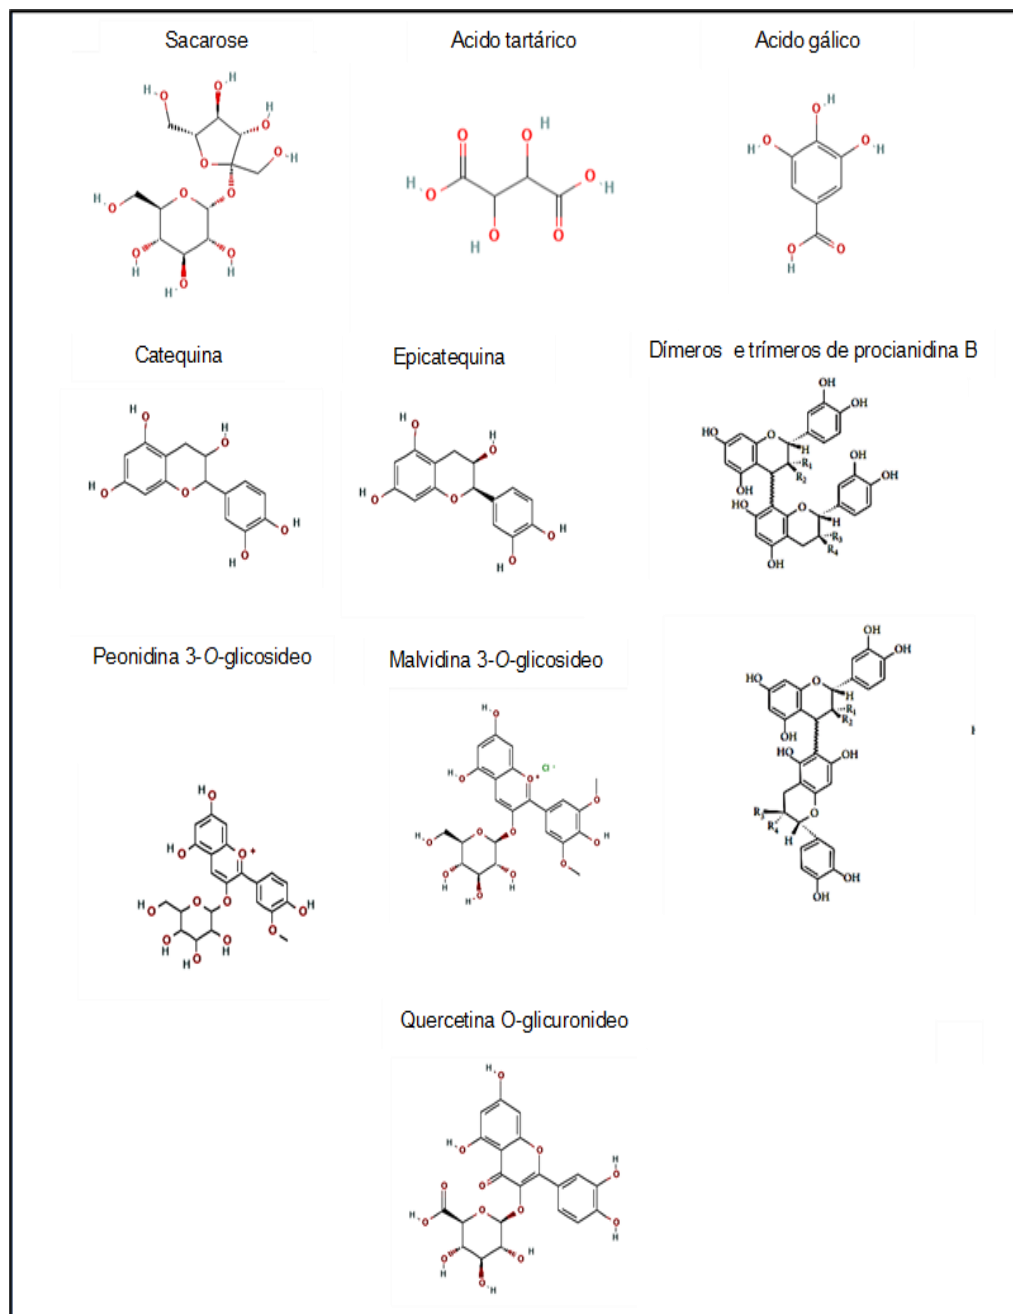 Sacarose
Acido tartárico
Acido gálico
Catequina
Epicatequina
Dímeros e trímeros de procianidina B
Peonidina 3-O-glicosideo
Malvidina 3-O-glicosideo
Quercetina O-glicuronideo